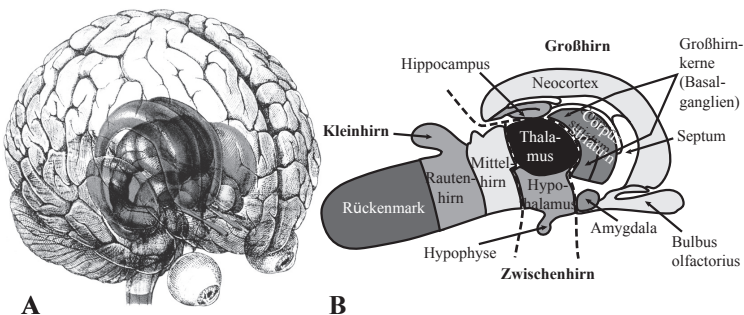 Großhirn
Großhirn-
kerne
(Basal-
ganglien)
Hippocampus
Neocortex
Kleinhirn
Corpus
striatum
Septum
Thala-
mus
Mittel-
hirn
Rauten-
hirn
Hypo-
thalamus
Rückenmark
Amygdala
Hypophyse
Bulbus
olfactorius
Zwischenhirn
A
B